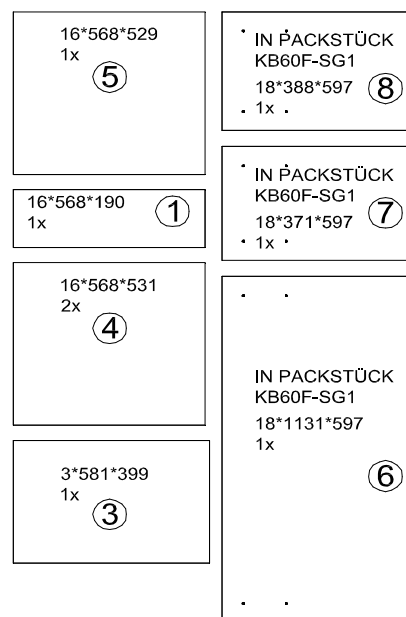 16*568*529
1x
5
16*568*190
1x
1
16*568*531
2x
4
3*581*399
1x
3
IN PACKSTÜCK
KB60F-SG1
18*388*597
1x
8
IN PACKSTÜCK
KB60F-SG1
18*371*597
1x
7
IN PACKSTÜCK
KB60F-SG1
18*1131*597
1x
6